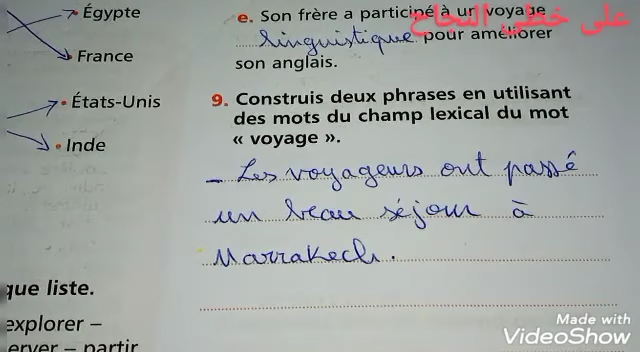 على خطى النجاح
Égypte
France
États-Unis
Inde
que liste.
explorer –
erver – partir
e. Son frère a participé à un voyage
linguistique pour améliorer
son anglais.
9. Construis deux phrases en utilisant
des mots du champ lexical du mot
« voyage ».
– Les voyageurs ont passé
un beau séjour à
Marrakech.
Made with
VideoShow